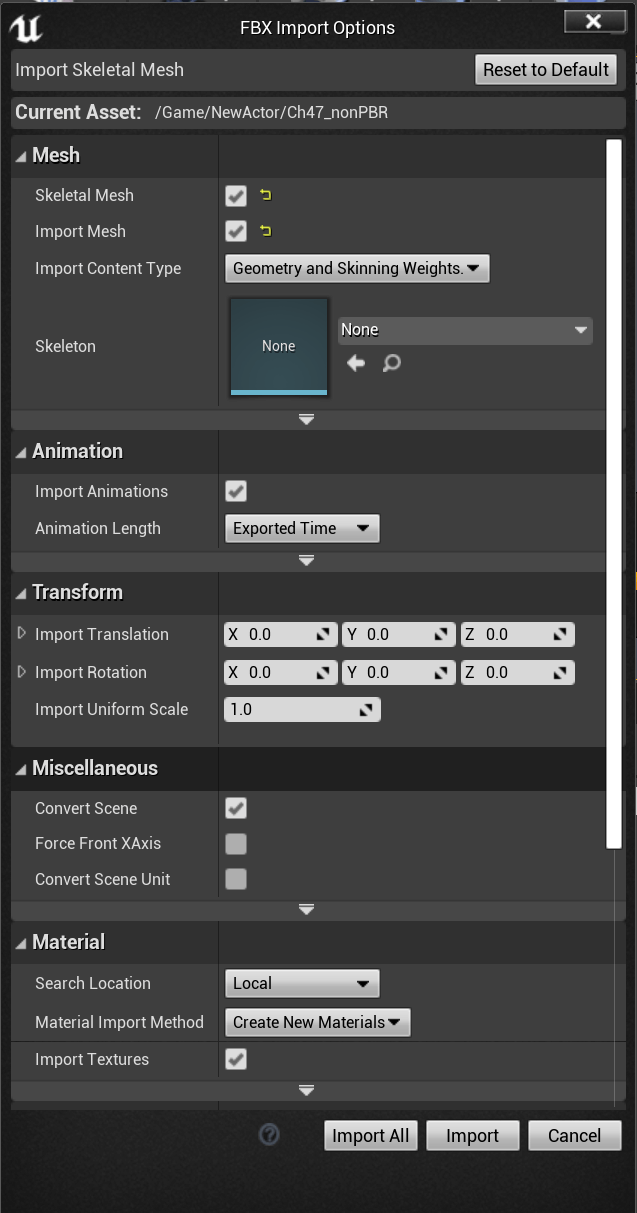 FBX Import Options
Import Skeletal Mesh
Reset to Default
Current Asset: /Game/NewActor/Ch47_nonPBR
Mesh
Skeletal Mesh
Import Mesh
Import Content Type Geometry and Skinning Weights.
Skeleton None None
Animation
Import Animations
Animation Length Exported Time
Transform
Import Translation X 0.0 Y 0.0 Z 0.0
Import Rotation X 0.0 Y 0.0 Z 0.0
Import Uniform Scale 1.0
Miscellaneous
Convert Scene
Force Front XAxis
Convert Scene Unit
Material
Search Location Local
Material Import Method Create New Materials
Import Textures
? Import All Import Cancel